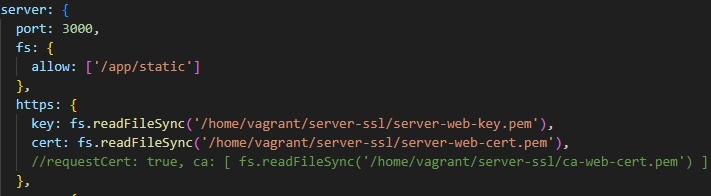 server: {
port: 3000,
fs: {
allow: ['/app/static']
},
https: {
key: fs.readFileSync('/home/vagrant/server-ssl/server-web-key.pem'),
cert: fs.readFileSync('/home/vagrant/server-ssl/server-web-cert.pem'),
//requestCert: true, ca: [ fs.readFileSync('/home/vagrant/server-ssl/ca-web-cert.pem') ]
},